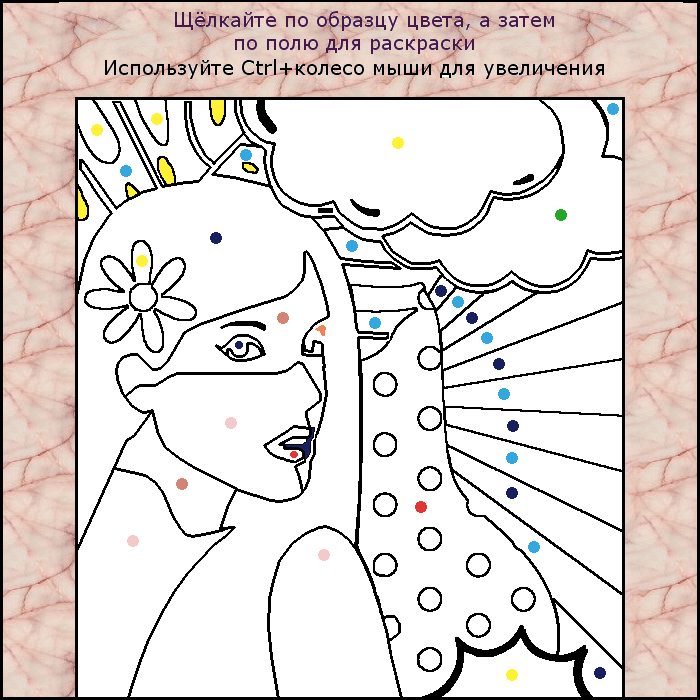 Щёлкайте по образцу цвета, а затем
по полю для раскраски
Используйте Ctrl+колесо мыши для увеличения